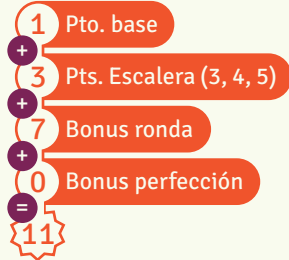 1 Pto. base
+
3 Pts. Escalera (3, 4, 5)
+
7 Bonus ronda
+
0 Bonus perfección
=
11